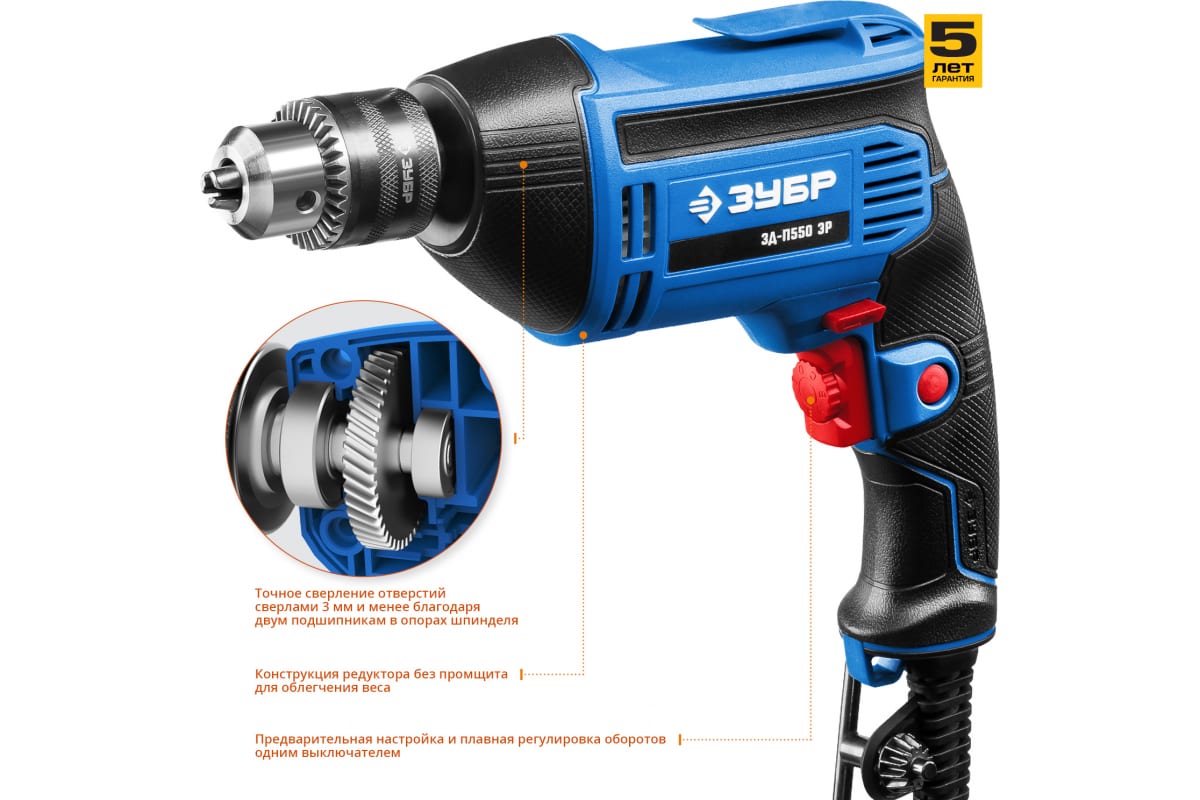 5
лет
ГАРАНТИЯ
ЗУБР
ЗУБР
ЗД-П550 ЭР
Точное сверление отверстий
сверлами 3 мм и менее благодаря
двум подшипникам в опорах шпинделя
Конструкция редуктора без промщита
для облегчения веса
Предварительная настройка и плавная регулировка оборотов
одним выключателем